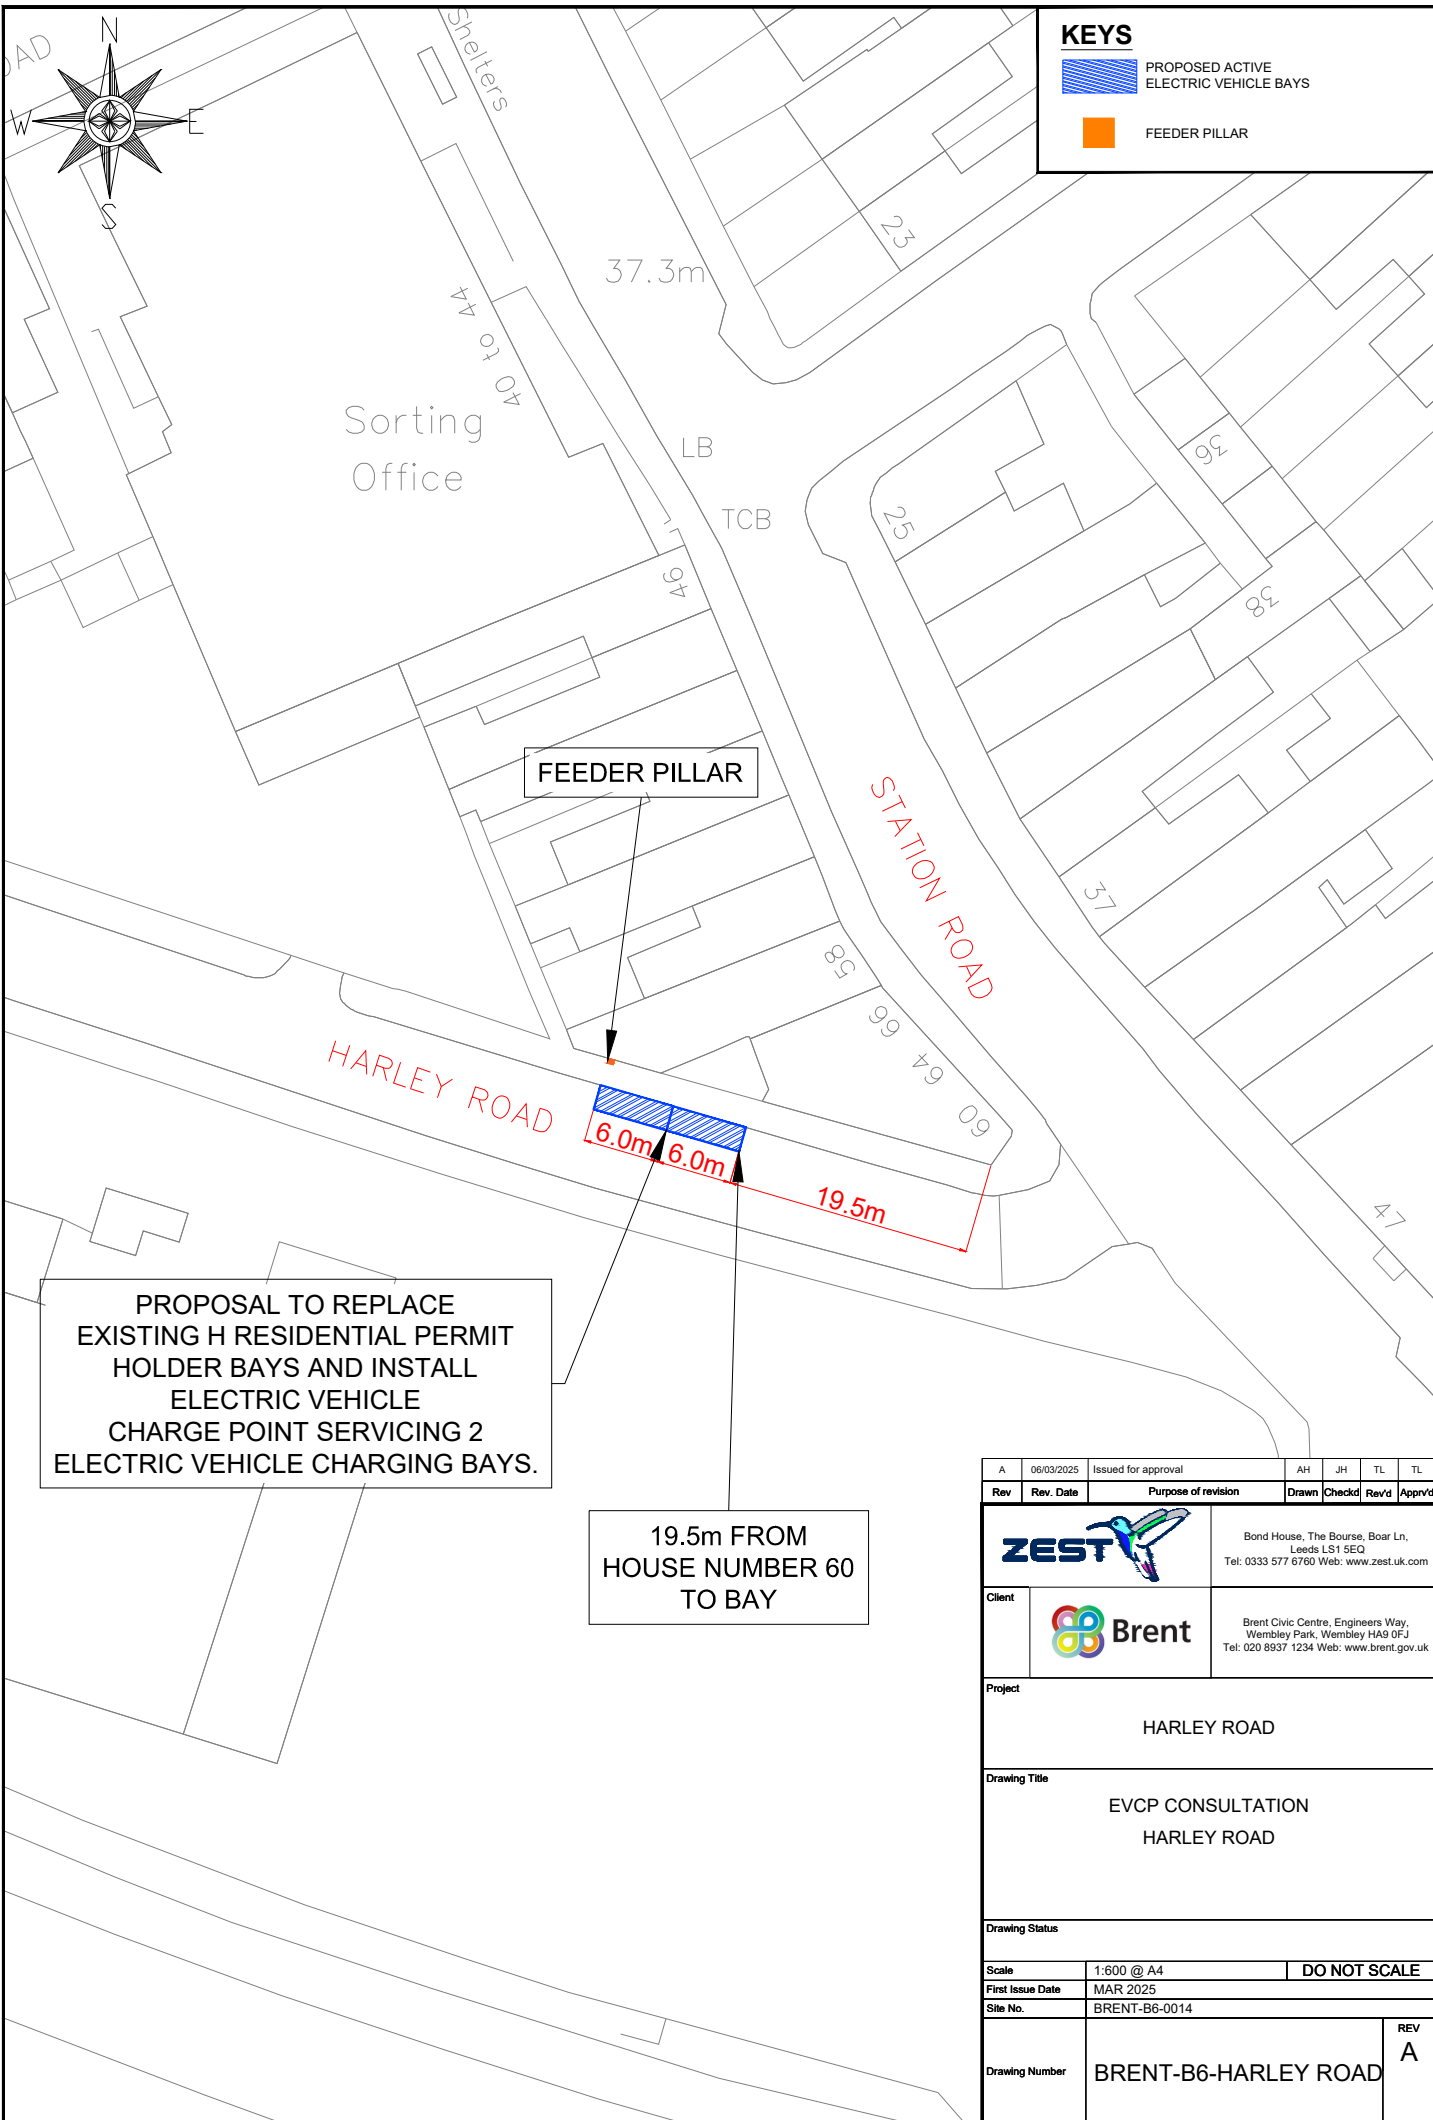 OAD
N
W
E
S
Shelters
KEYS
PROPOSED ACTIVE
ELECTRIC VEHICLE BAYS
FEEDER PILLAR
23
37.3m
40 to 44
Sorting
Office
LB
TCB
36
25
38
46
FEEDER PILLAR
STATION ROAD
37
58
66
64
60
HARLEY ROAD
6.0m
6.0m
19.5m
47
PROPOSAL TO REPLACE
EXISTING H RESIDENTIAL PERMIT
HOLDER BAYS AND INSTALL
ELECTRIC VEHICLE
CHARGE POINT SERVICING 2
ELECTRIC VEHICLE CHARGING BAYS.
19.5m FROM
HOUSE NUMBER 60
TO BAY
A 06/03/2025 Issued for approval AH JH TL TL
Rev Rev. Date Purpose of revision Drawn Checkd Rev'd Apprv'd
ZEST
Bond House, The Bourse, Boar Ln,
Leeds LS1 5EQ
Tel: 0333 577 6760 Web: www.zest.uk.com
Client
Brent
Brent Civic Centre, Engineers Way,
Wembley Park, Wembley HA9 0FJ
Tel: 020 8937 1234 Web: www.brent.gov.uk
Project
HARLEY ROAD
Drawing Title
EVCP CONSULTATION
HARLEY ROAD
Drawing Status
Scale 1:600 @ A4 DO NOT SCALE
First Issue Date MAR 2025
Site No. BRENT-B6-0014
Drawing Number BRENT-B6-HARLEY ROAD
REV
A